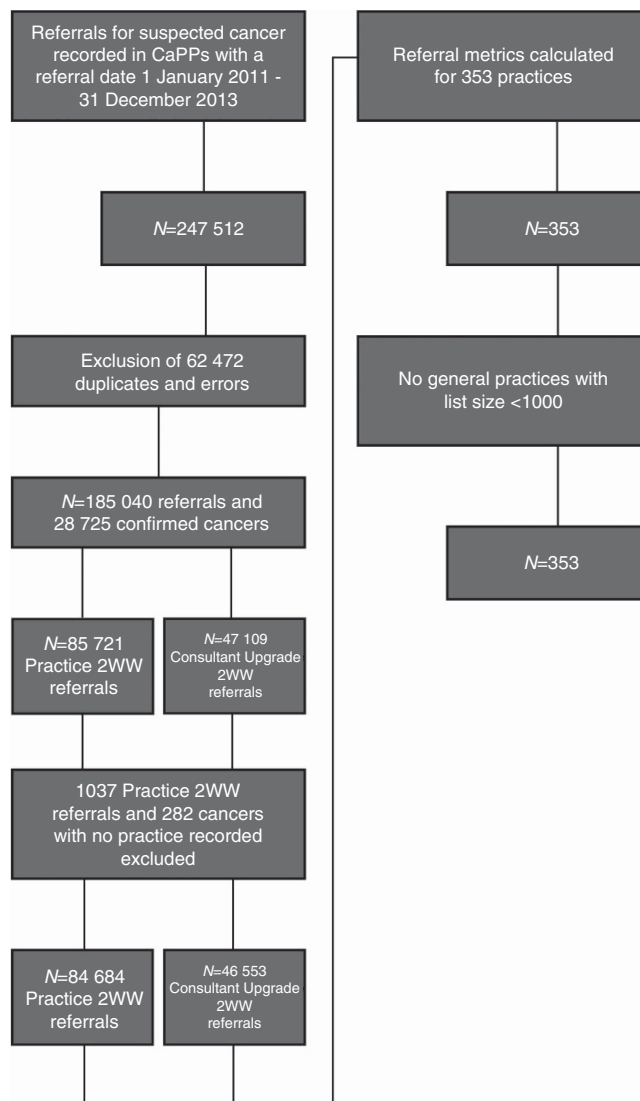 Referrals for suspected cancer
recorded in CaPPs with a
referral date 1 January 2011 -
31 December 2013
N=247 512
Exclusion of 62 472
duplicates and errors
N=185 040 referrals and
28 725 confirmed cancers
N=85 721
Practice 2WW
referrals
N=47 109
Consultant Upgrade
2WW
referrals
1037 Practice 2WW
referrals and 282 cancers
with no practice recorded
excluded
N=84 684
Practice 2WW
referrals
N=46 553
Consultant Upgrade
2WW
referrals
Referral metrics calculated
for 353 practices
N=353
No general practices with
list size <1000
N=353